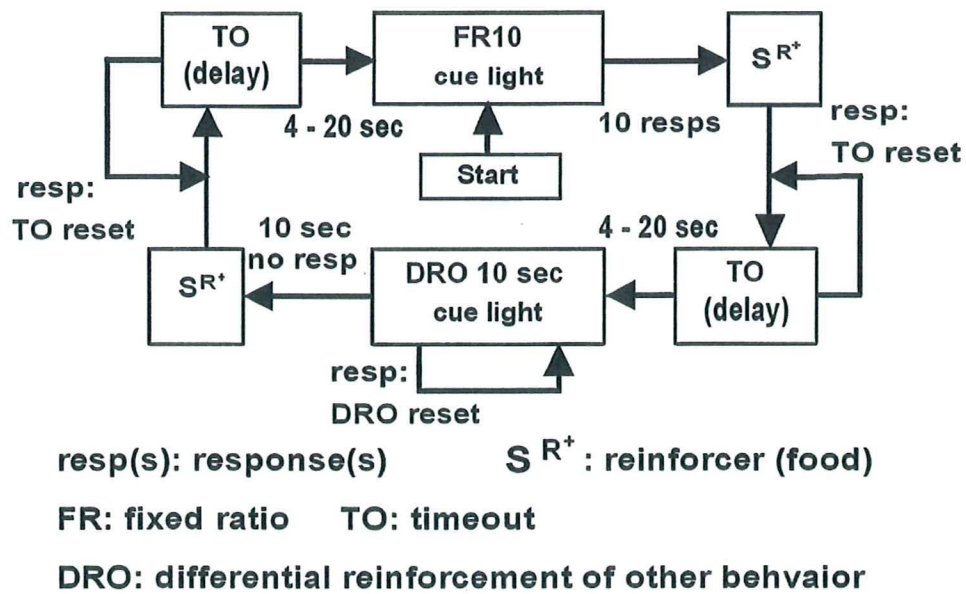 TO
(delay)
FR10
cue light
S R+
4 - 20 sec
10 resps
resp:
TO reset
Start
resp:
TO reset
10 sec
no resp
4 - 20 sec
S R+
DRO 10 sec
cue light
TO
(delay)
resp:
DRO reset
resp(s): response(s) S R+ : reinforcer (food)
FR: fixed ratio TO: timeout
DRO: differential reinforcement of other behvaior